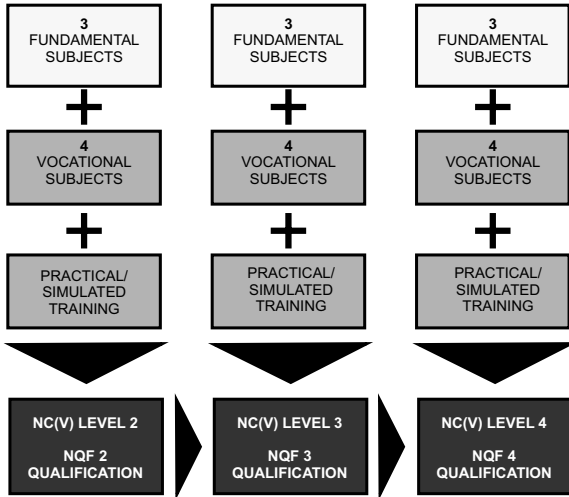 3
FUNDAMENTAL
SUBJECTS
3
FUNDAMENTAL
SUBJECTS
3
FUNDAMENTAL
SUBJECTS
4
VOCATIONAL
SUBJECTS
4
VOCATIONAL
SUBJECTS
4
VOCATIONAL
SUBJECTS
PRACTICAL/
SIMULATED
TRAINING
PRACTICAL/
SIMULATED
TRAINING
PRACTICAL/
SIMULATED
TRAINING
NC(V) LEVEL 2
NQF 2
QUALIFICATION
NC(V) LEVEL 3
NQF 3
QUALIFICATION
NC(V) LEVEL 4
NQF 4
QUALIFICATION